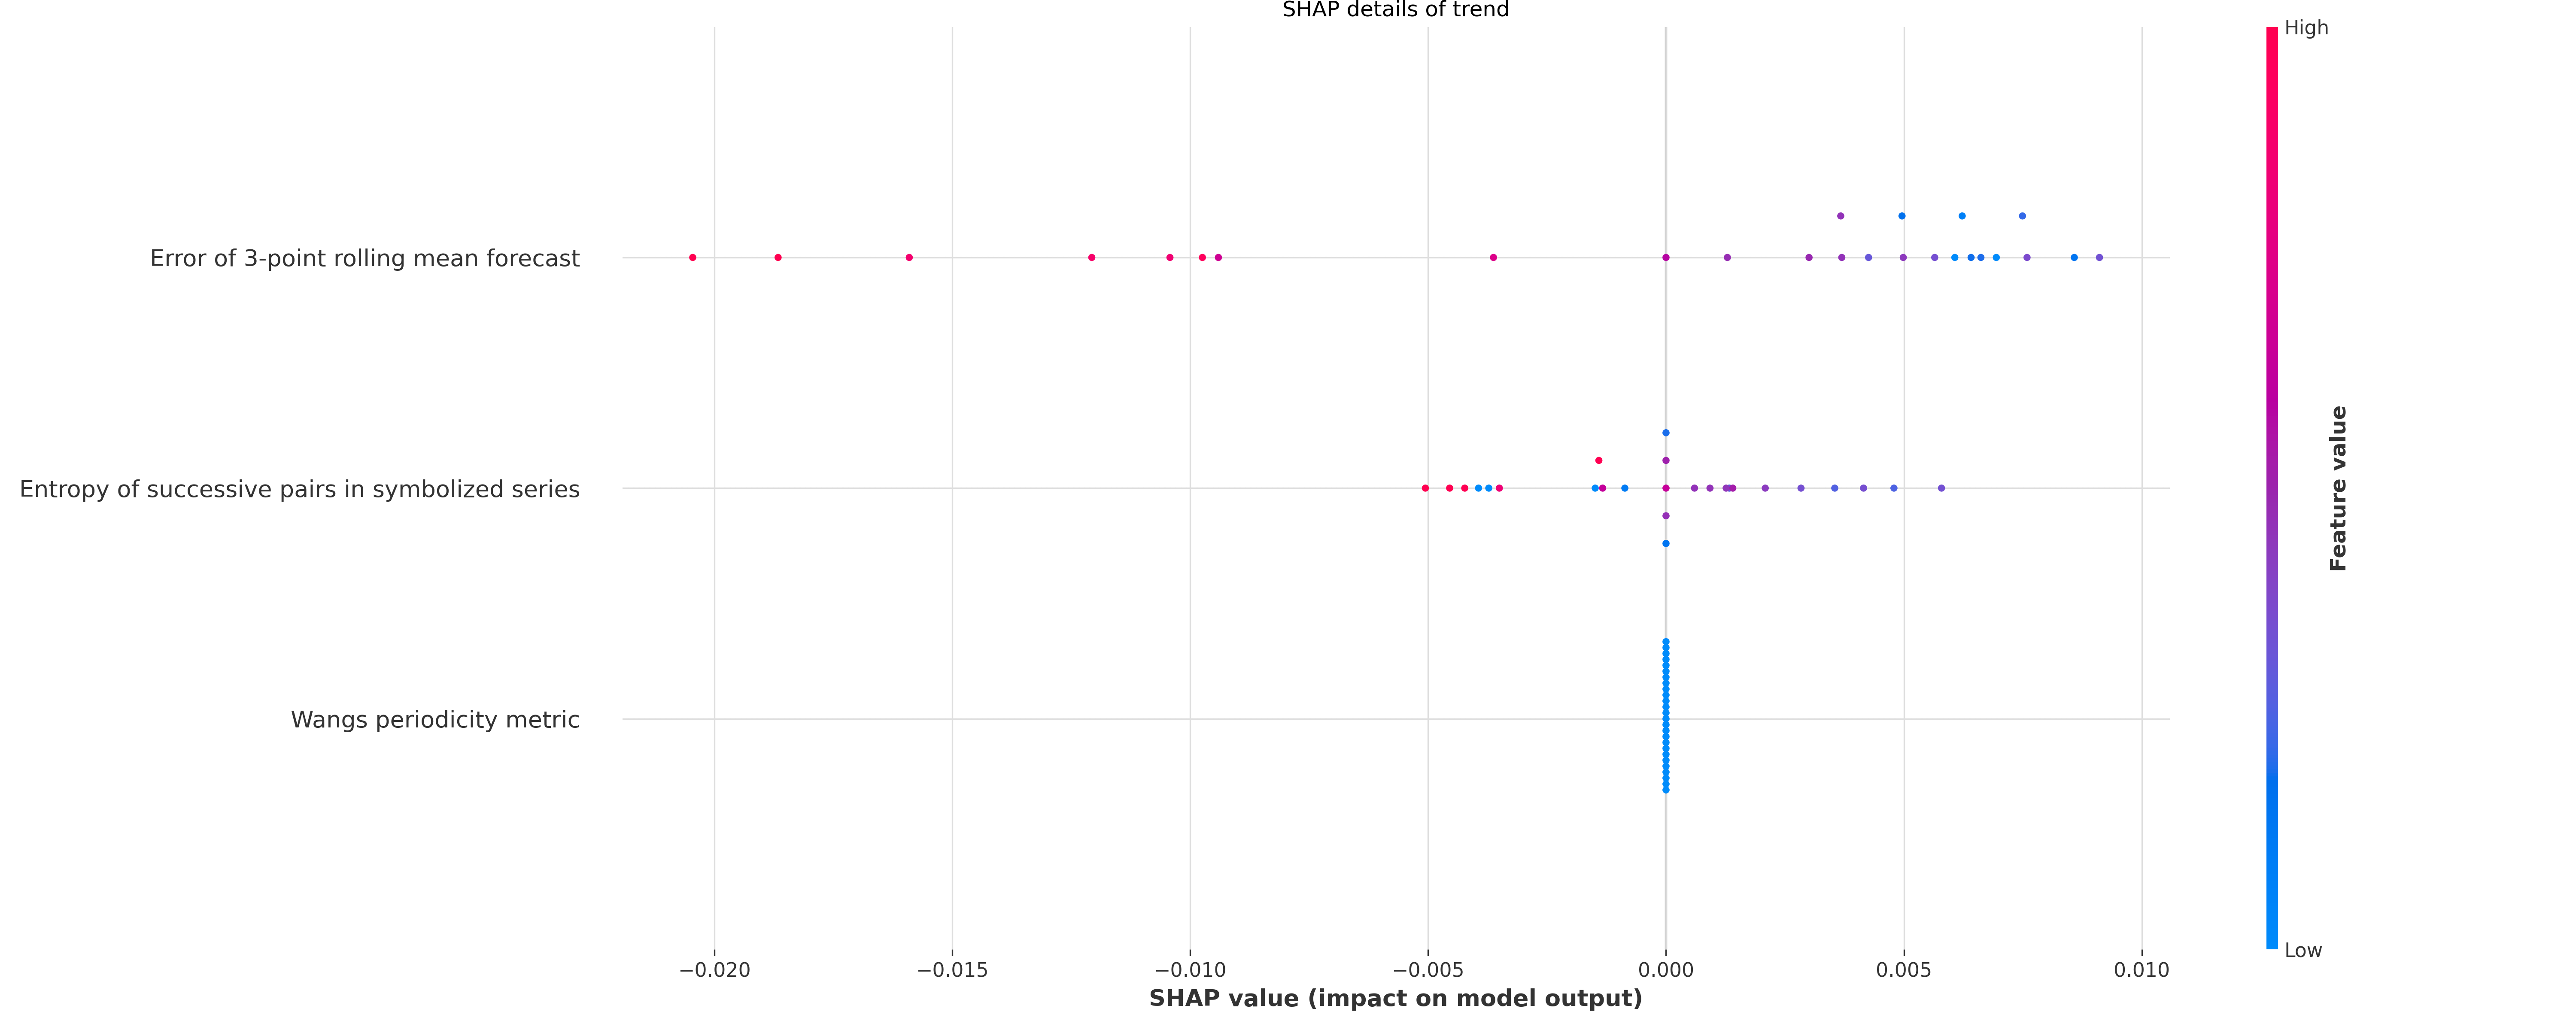 SHAP details of trend
High
Error of 3-point rolling mean forecast
Entropy of successive pairs in symbolized series
Wangs periodicity metric
Feature value
Low
−0.020
−0.015
−0.010
−0.005
0.000
0.005
0.010
SHAP value (impact on model output)